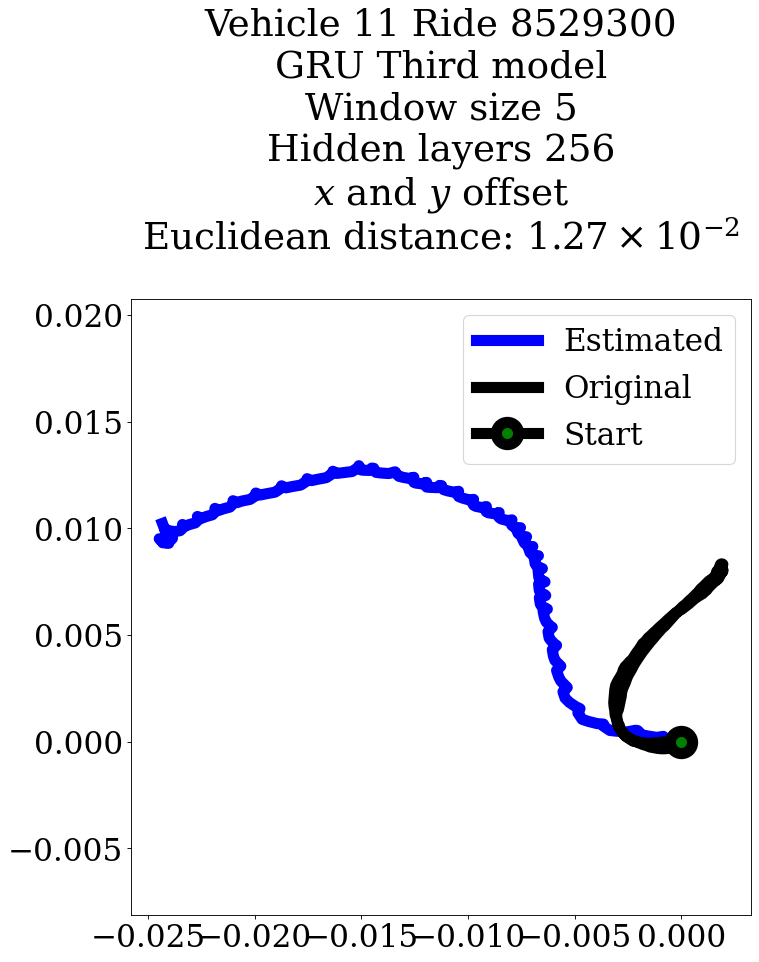 Vehicle 11 Ride 8529300
GRU Third model
Window size 5
Hidden layers 256
x and y offset
Euclidean distance: 1.27 × 10⁻²
Estimated
Original
Start
0.020
0.015
0.010
0.005
0.000
−0.005
−0.025 −0.020 −0.015 −0.010 −0.005 0.000